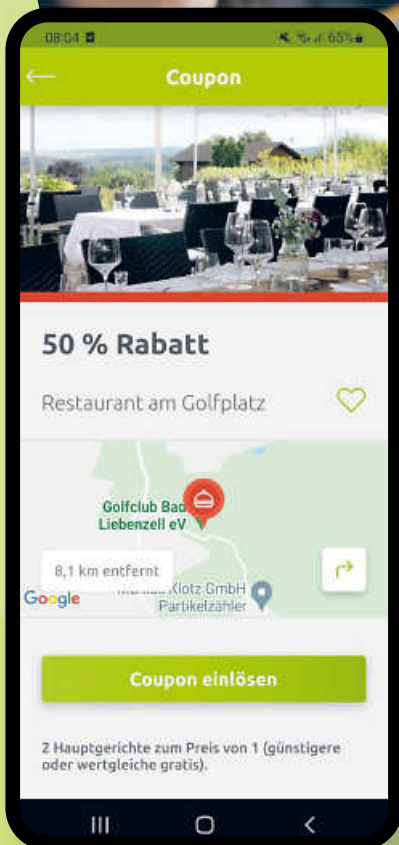 08:04
65%
Coupon
50 % Rabatt
Restaurant am Golfplatz
Golfclub Bad
Liebenzell eV
8,1 km entfernt
Klotz GmbH
Google
Partikelzähler
Coupon einlösen
2 Hauptgerichte zum Preis von 1 (günstigere
oder wertgleiche gratis).